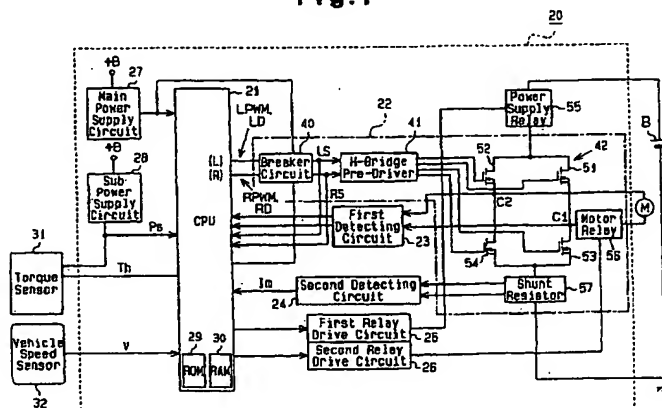 Fig.1
20
+B
27
Main
Power Supply
Circuit
+B
28
Sub
Power Supply
Circuit
21
CPU
LPWM,
LD
(L)
(R)
RPWM,
RD
40
Breaker
Circuit
LS
RS
22
41
H-Bridge
Pre-Driver
Power
Supply
Relay
55
B
42
52
51
C2
C1
54
53
M
Motor
Relay
56
First
Detecting
Circuit
23
Shunt
Resistor
57
Im
Second Detecting
Circuit
24
First Relay
Drive Circuit
25
Second Relay
Drive Circuit
26
29
ROM
30
RAM
31
Torque
Sensor
Ps
Th
Vehicle
Speed
Sensor
32
V